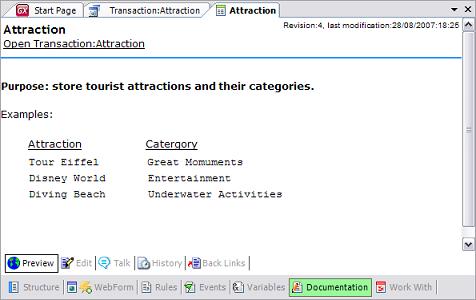 Start Page Transaction:Attraction Attraction
Attraction Revision:4, last modification:28/08/2007:18:25
Open Transaction:Attraction
Purpose: store tourist attractions and their categories.
Examples:
Attraction Catergory
Tour Eiffel Great Momuments
Disney World Entertainment
Diving Beach Underwater Activities
Preview Edit Talk History Back Links
Structure WebForm Rules Events Variables Documentation Work With